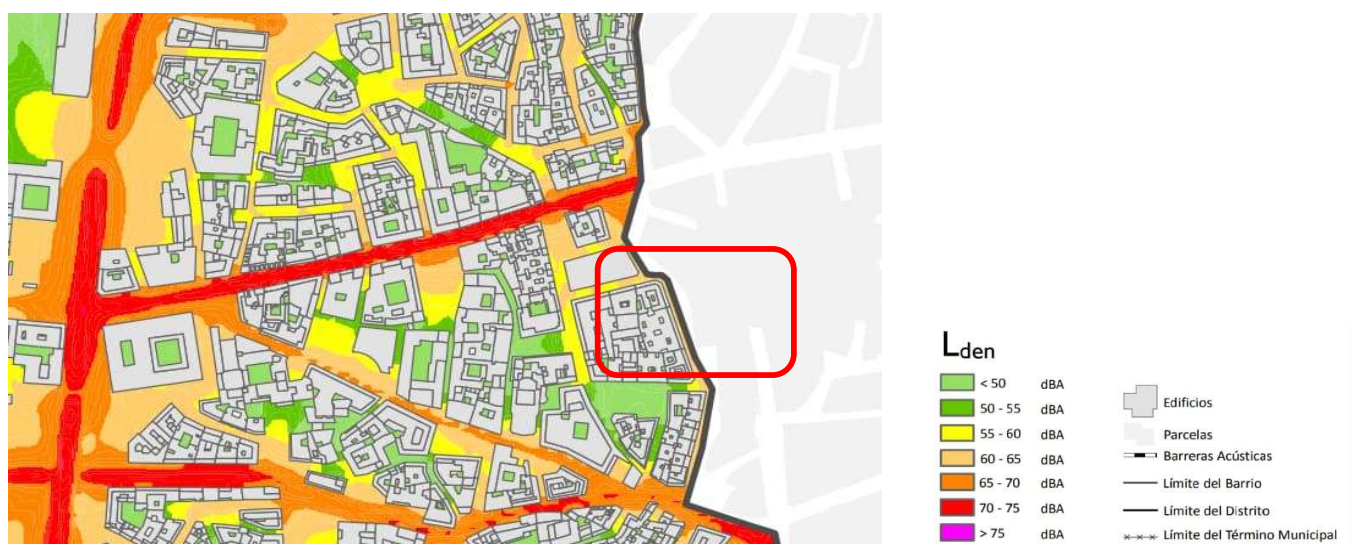 Lden
< 50 dBA
50 - 55 dBA
55 - 60 dBA
60 - 65 dBA
65 - 70 dBA
70 - 75 dBA
> 75 dBA
Edificios
Parcelas
Barreras Acústicas
Límite del Barrio
Límite del Distrito
Límite del Término Municipal